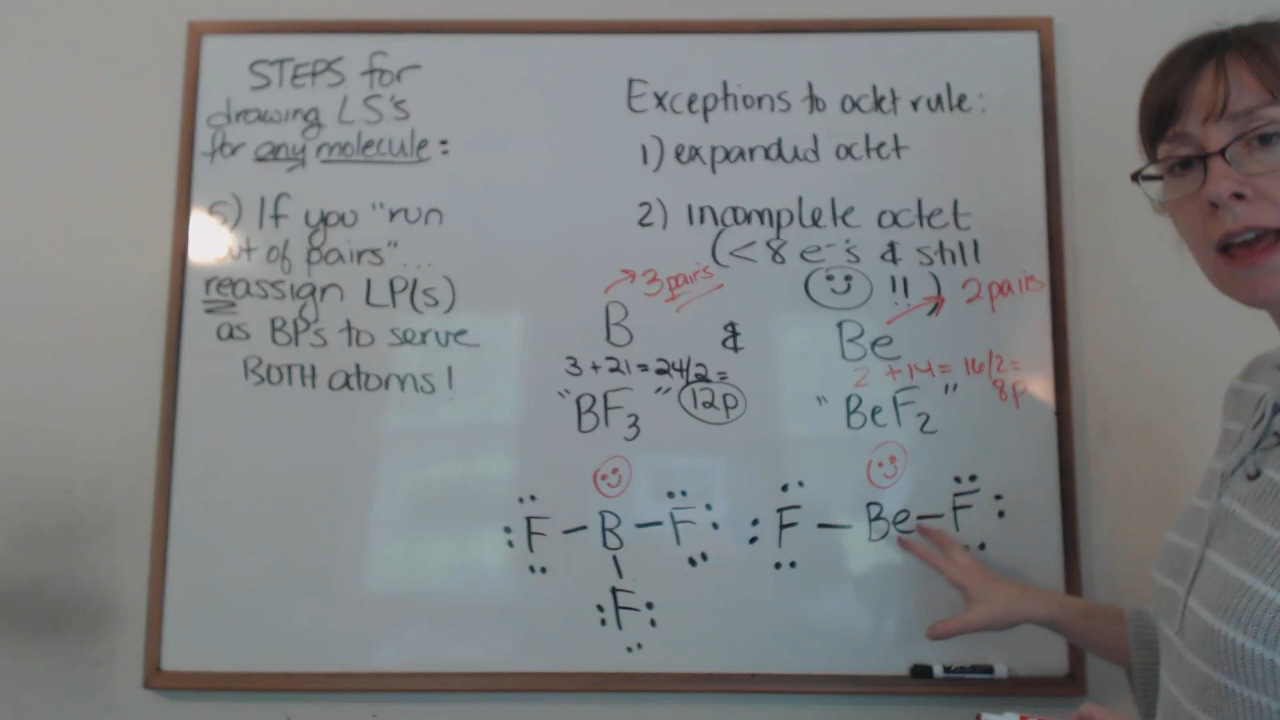 STEPS for
drawing LS's
for any molecule:
5) If you "run
out of pairs"...
reassign LP(s)
as BPs to serve
BOTH atoms!
Exceptions to octet rule:
1) expanded octet
2) incomplete octet
(<8 e-'s & still
!!)
3 pairs
2 pairs
B & Be
3 + 21 = 24/2 =
12p
2 + 14 = 16/2 =
8p
"BF3"
"BeF2"
F - B - F
F
F - Be - F